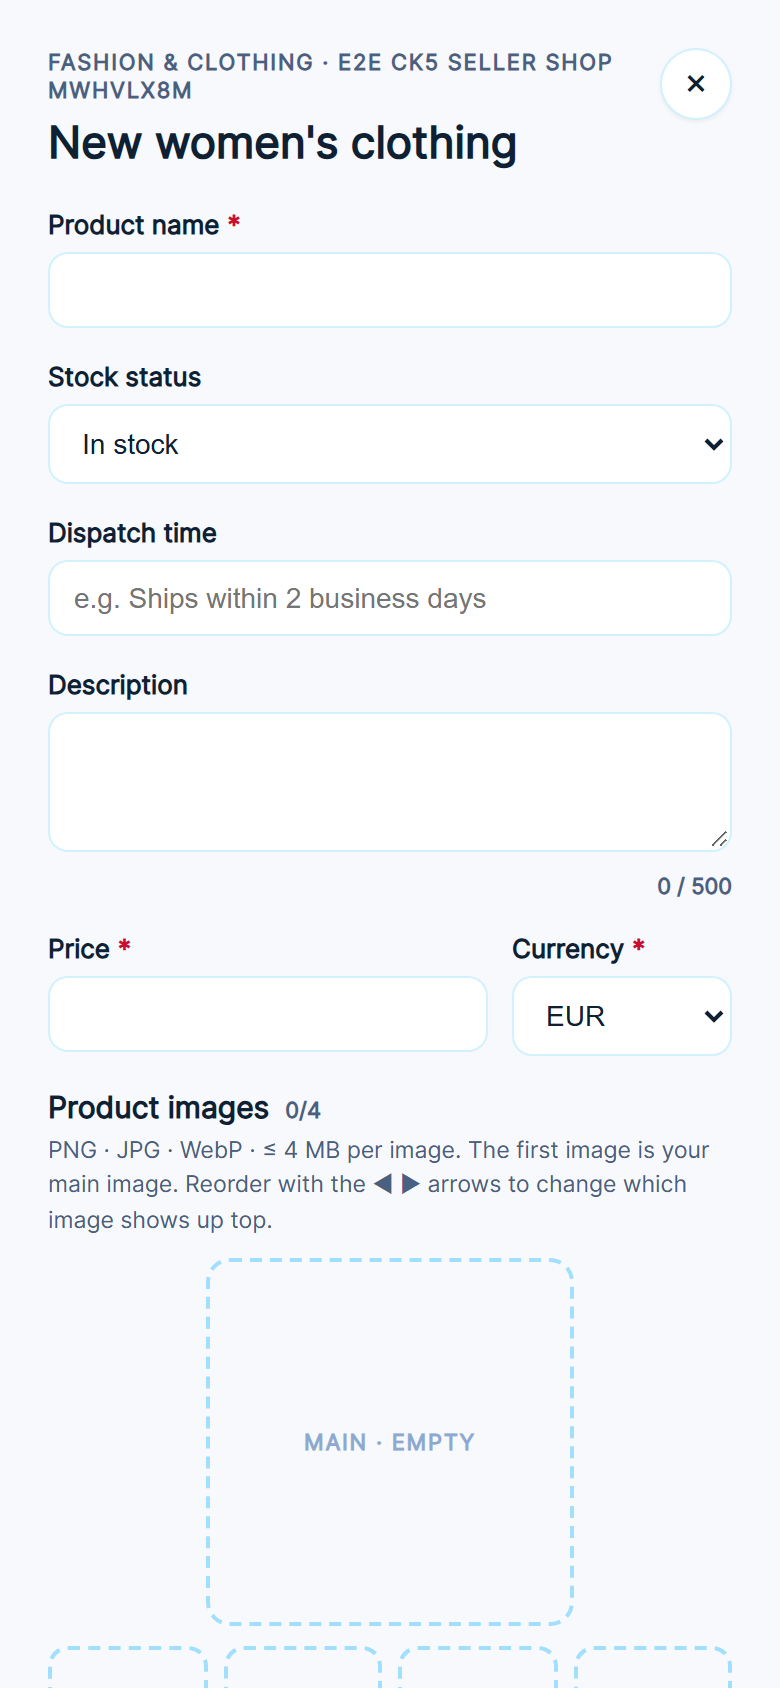 FASHION & CLOTHING · E2E CK5 SELLER SHOP
MWHVLX8M
New women's clothing
Product name *
Stock status
In stock
Dispatch time
e.g. Ships within 2 business days
Description
0 / 500
Price *
Currency *
EUR
Product images 0/4
PNG · JPG · WebP · ≤ 4 MB per image. The first image is your
main image. Reorder with the ◀ ▶ arrows to change which
image shows up top.
MAIN · EMPTY